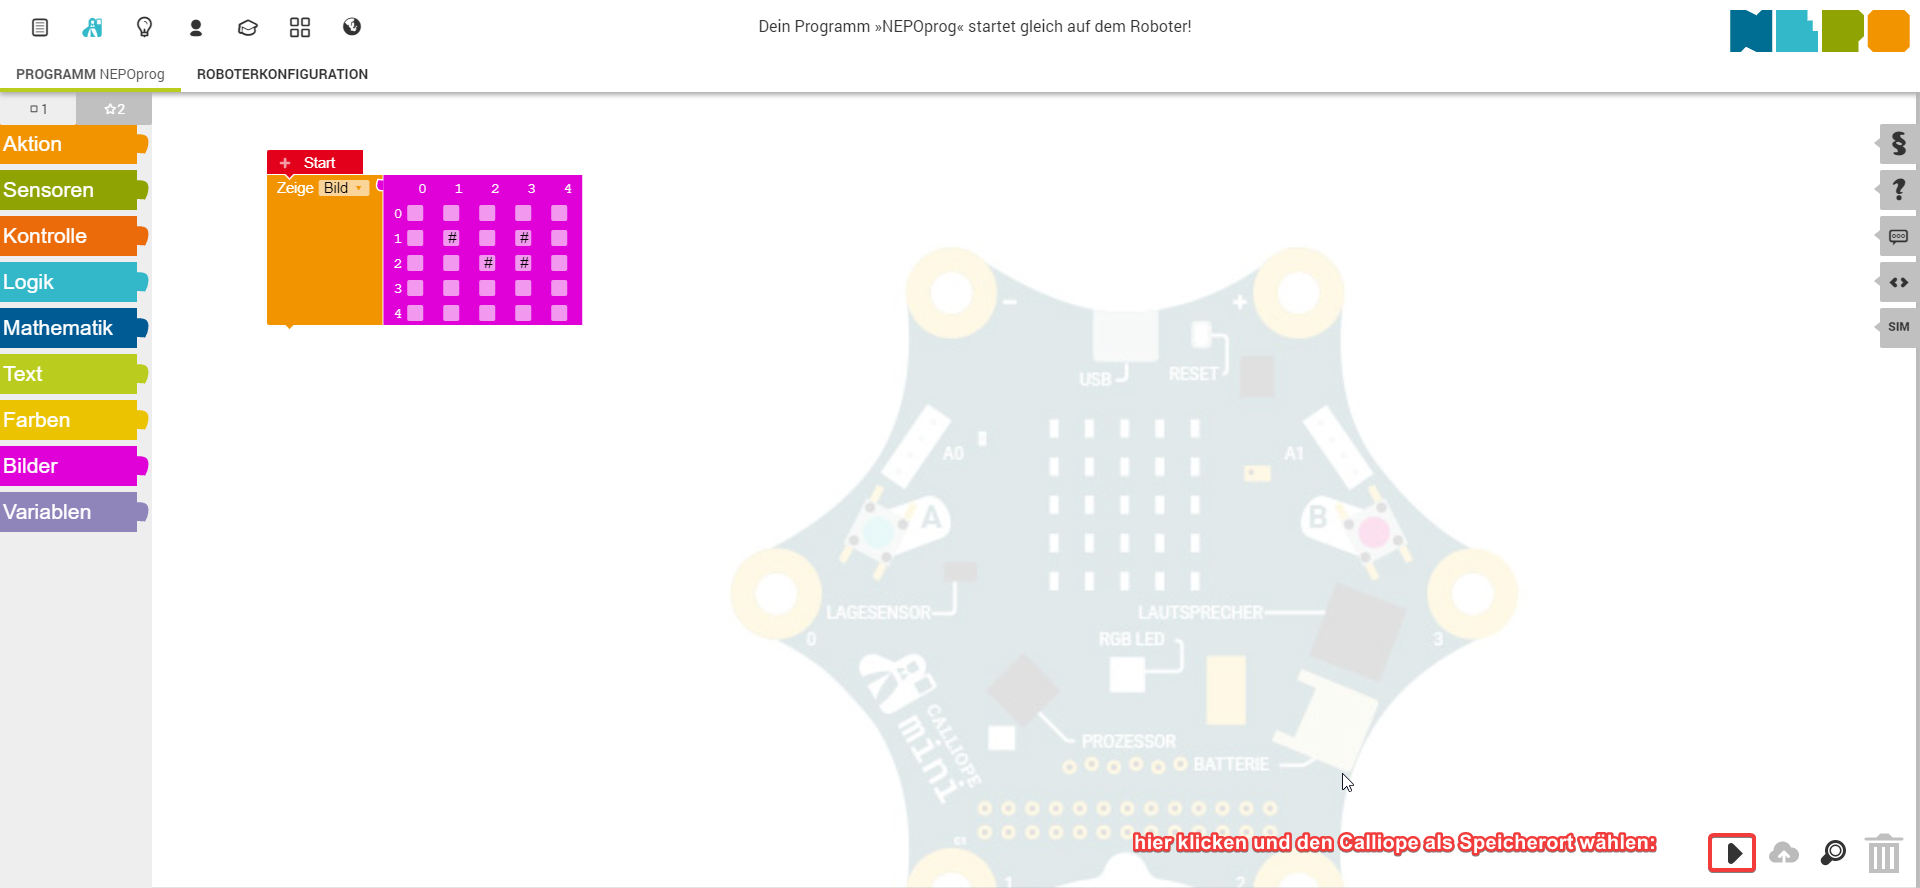 Dein Programm »NEPOprog« startet gleich auf dem Roboter!
PROGRAMM NEPOprog
ROBOTERKONFIGURATION
1
2
Aktion
Sensoren
Kontrolle
Logik
Mathematik
Text
Farben
Bilder
Variablen
+ Start
Zeige Bild
0 1 2 3 4
0
1 # #
2 # #
3
4
§
?
SIM
- +
USB
RESET
A0
A1
A
B
LAGESENSOR
LAUTSPRECHER
0
3
RGB LED
CALLIOPE
mini
PROZESSOR
BATTERIE
hier klicken und den Calliope als Speicherort wählen:
1
2